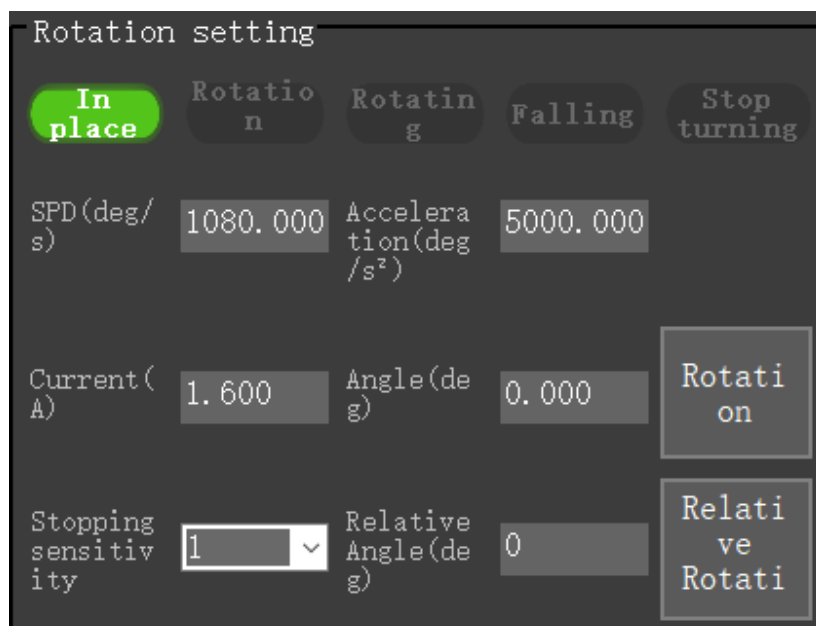 Rotation setting
In
place
Rotatio
n
Rotatin
g
Falling
Stop
turning
SPD(deg/
s)
1080.000
Accelera
tion(deg
/s²)
5000.000
Current(
A)
1.600
Angle(de
g)
0.000
Rotati
on
Stopping
sensitiv
ity
1
Relative
Angle(de
g)
0
Relati
ve
Rotati